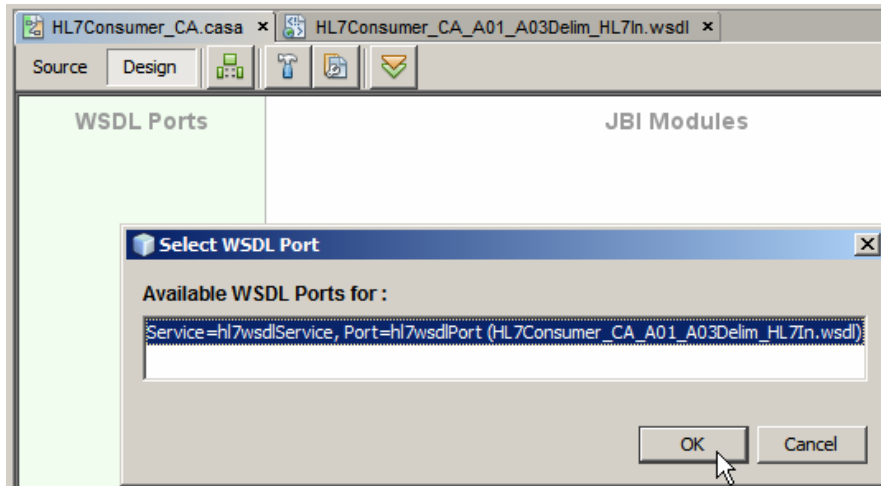 HL7Consumer_CA.casa × HL7Consumer_CA_A01_A03Delim_HL7In.wsdl ×
Source Design
WSDL Ports JBI Modules
Select WSDL Port
Available WSDL Ports for :
Service=hl7wsdlService, Port=hl7wsdlPort (HL7Consumer_CA_A01_A03Delim_HL7In.wsdl)
OK Cancel